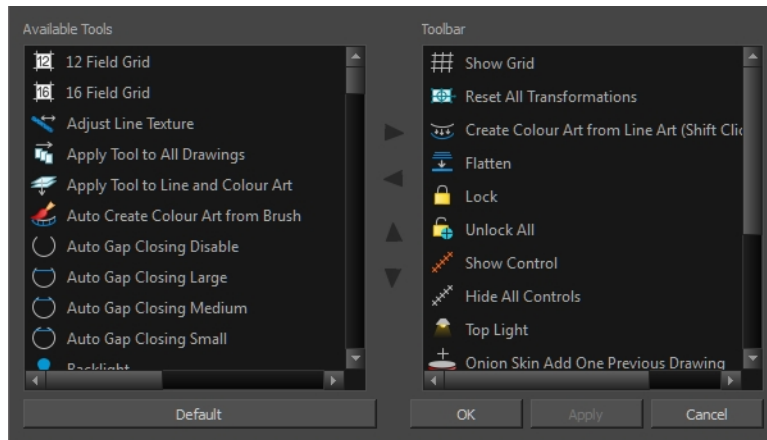 Available Tools
12 12 Field Grid
16 16 Field Grid
Adjust Line Texture
Apply Tool to All Drawings
Apply Tool to Line and Colour Art
Auto Create Colour Art from Brush
Auto Gap Closing Disable
Auto Gap Closing Large
Auto Gap Closing Medium
Auto Gap Closing Small
Backlight
Default
Toolbar
Show Grid
Reset All Transformations
Create Colour Art from Line Art (Shift Clic
Flatten
Lock
Unlock All
Show Control
Hide All Controls
Top Light
Onion Skin Add One Previous Drawing
OK
Apply
Cancel